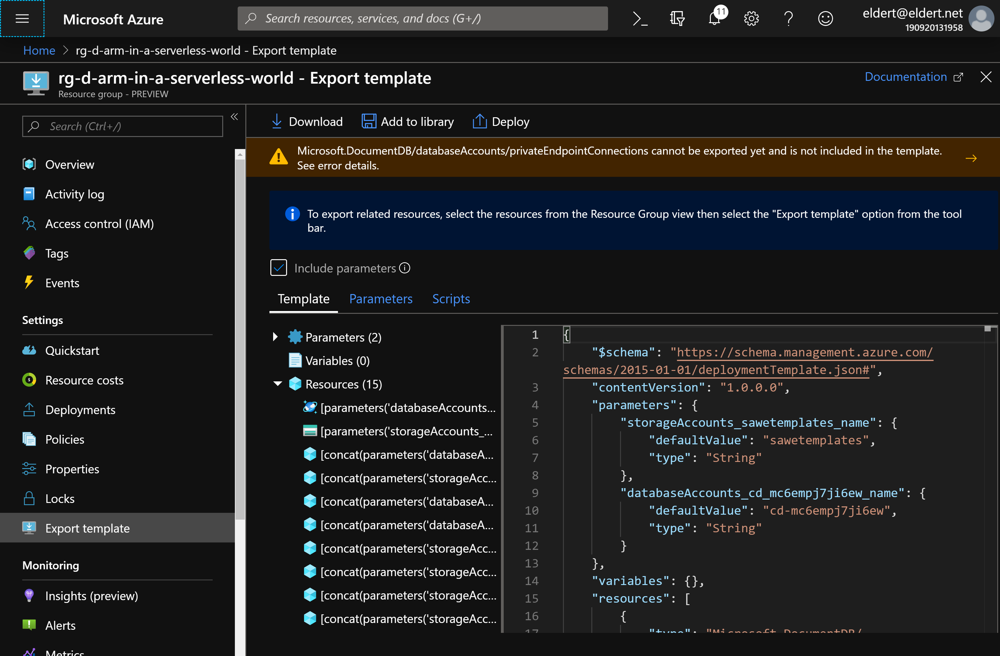 Microsoft Azure
Search resources, services, and docs (G+/)
11
eldert@eldert.net
190920131958
Home > rg-d-arm-in-a-serverless-world - Export template
rg-d-arm-in-a-serverless-world - Export template
Resource group - PREVIEW
Documentation
Search (Ctrl+/)
Overview
Activity log
Access control (IAM)
Tags
Events
Settings
Quickstart
Resource costs
Deployments
Policies
Properties
Locks
Export template
Monitoring
Insights (preview)
Alerts
Metrics
Download
Add to library
Deploy
Microsoft.DocumentDB/databaseAccounts/privateEndpointConnections cannot be exported yet and is not included in the template.
See error details.
To export related resources, select the resources from the Resource Group view then select the "Export template" option from the tool
bar.
Include parameters
Template
Parameters
Scripts
Parameters (2)
Variables (0)
Resources (15)
[parameters('databaseAccounts...
[parameters('storageAccounts_...
[concat(parameters('databaseA...
[concat(parameters('storageAcc...
[concat(parameters('databaseA...
[concat(parameters('databaseA...
[concat(parameters('storageAcc...
[concat(parameters('storageAcc...
[concat(parameters('storageAcc...
[concat(parameters('storageAcc...
1 {
2 "$schema": "https://schema.management.azure.com/
schemas/2015-01-01/deploymentTemplate.json#",
3 "contentVersion": "1.0.0.0",
4 "parameters": {
5 "storageAccounts_sawetemplates_name": {
6 "defaultValue": "sawetemplates",
7 "type": "String"
8 },
9 "databaseAccounts_cd_mc6empj7ji6ew_name": {
10 "defaultValue": "cd-mc6empj7ji6ew",
11 "type": "String"
12 }
13 },
14 "variables": {},
15 "resources": [
16 {
17 "type": "Microsoft.DocumentDB/